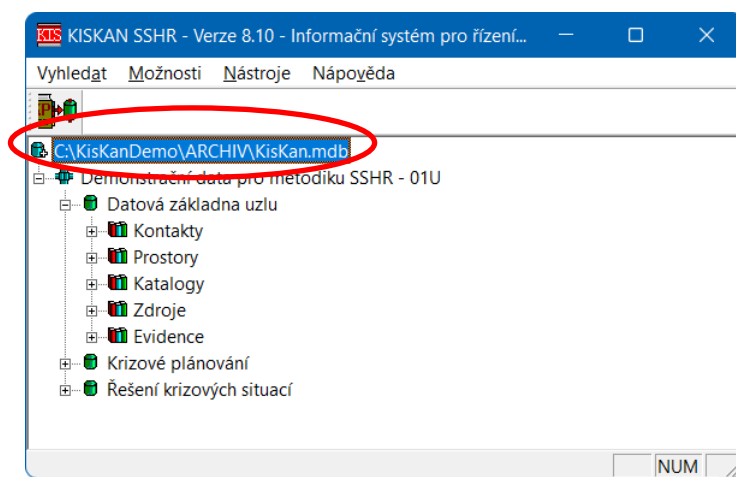 KIS KISKAN SSHR - Verze 8.10 - Informační systém pro řízení...
Vyhledat Možnosti Nástroje Nápověda
P
C:\KisKanDemo\ARCHIV\KisKan.mdb
Demonstrační data pro metodiku SSHR - 01U
Datová základna uzlu
Kontakty
Prostory
Katalogy
Zdroje
Evidence
Krizové plánování
Řešení krizových situací
NUM